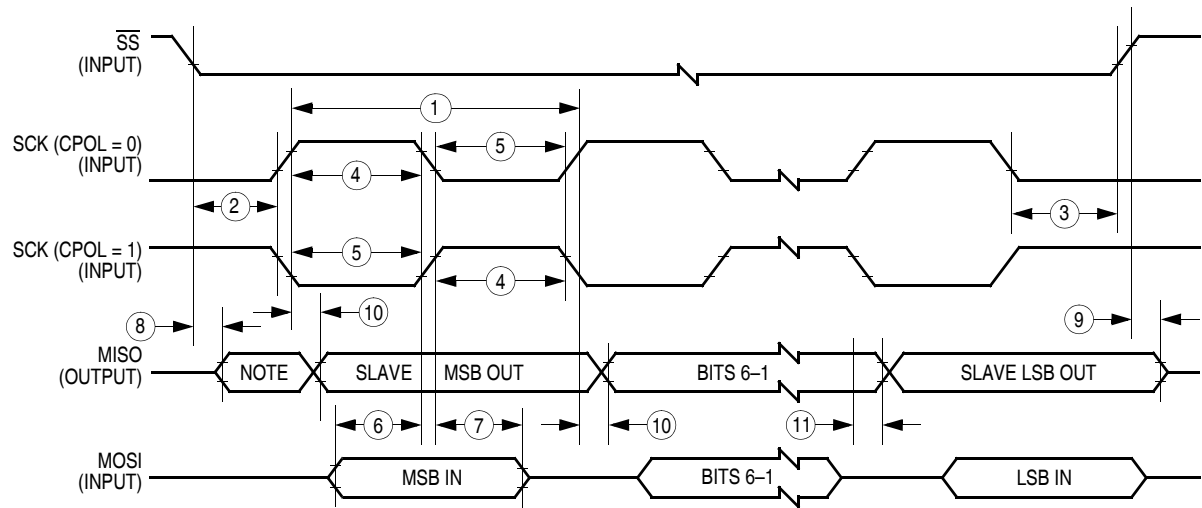 SS
(INPUT)
1
SCK (CPOL = 0)
(INPUT)
5
4
2
3
SCK (CPOL = 1)
(INPUT)
5
4
8
10
9
MISO
(OUTPUT)
NOTE
SLAVE
MSB OUT
BITS 6–1
SLAVE LSB OUT
6
7
10
11
MOSI
(INPUT)
MSB IN
BITS 6–1
LSB IN